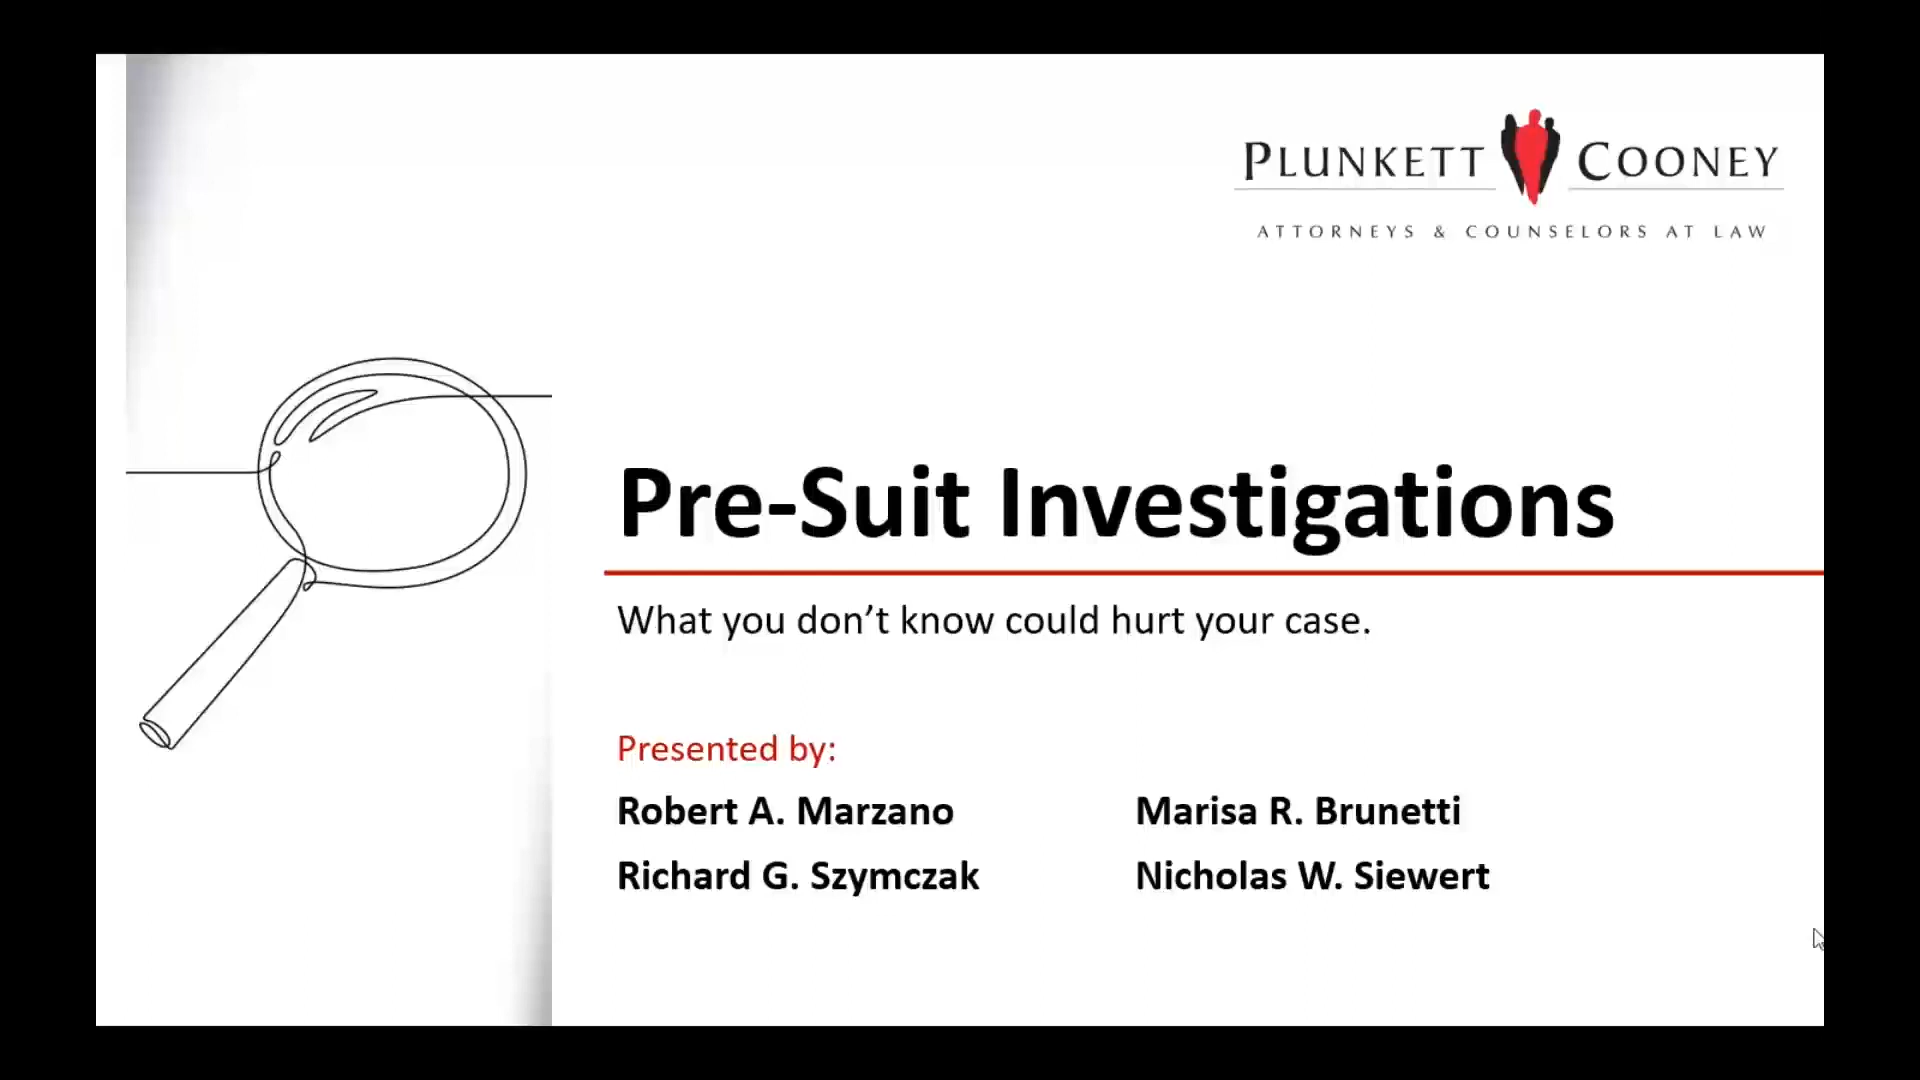 PLUNKETT COONEY
ATTORNEYS & COUNSELORS AT LAW
Pre-Suit Investigations
What you don’t know could hurt your case.
Presented by:
Robert A. Marzano
Marisa R. Brunetti
Richard G. Szymczak
Nicholas W. Siewert